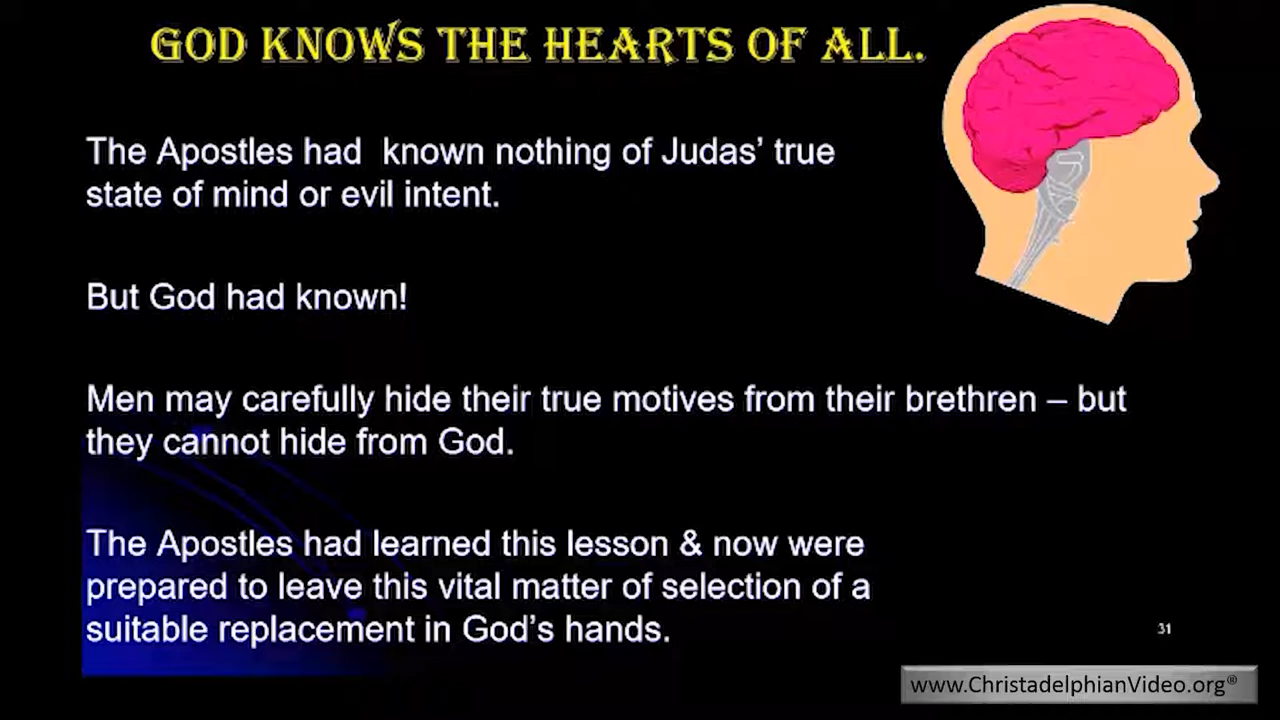 GOD KNOWS THE HEARTS OF ALL.
The Apostles had  known nothing of Judas’ true
state of mind or evil intent.
But God had known!
Men may carefully hide their true motives from their brethren – but
they cannot hide from God.
The Apostles had learned this lesson & now were
prepared to leave this vital matter of selection of a
suitable replacement in God’s hands.
31
www.ChristadelphianVideo.org®